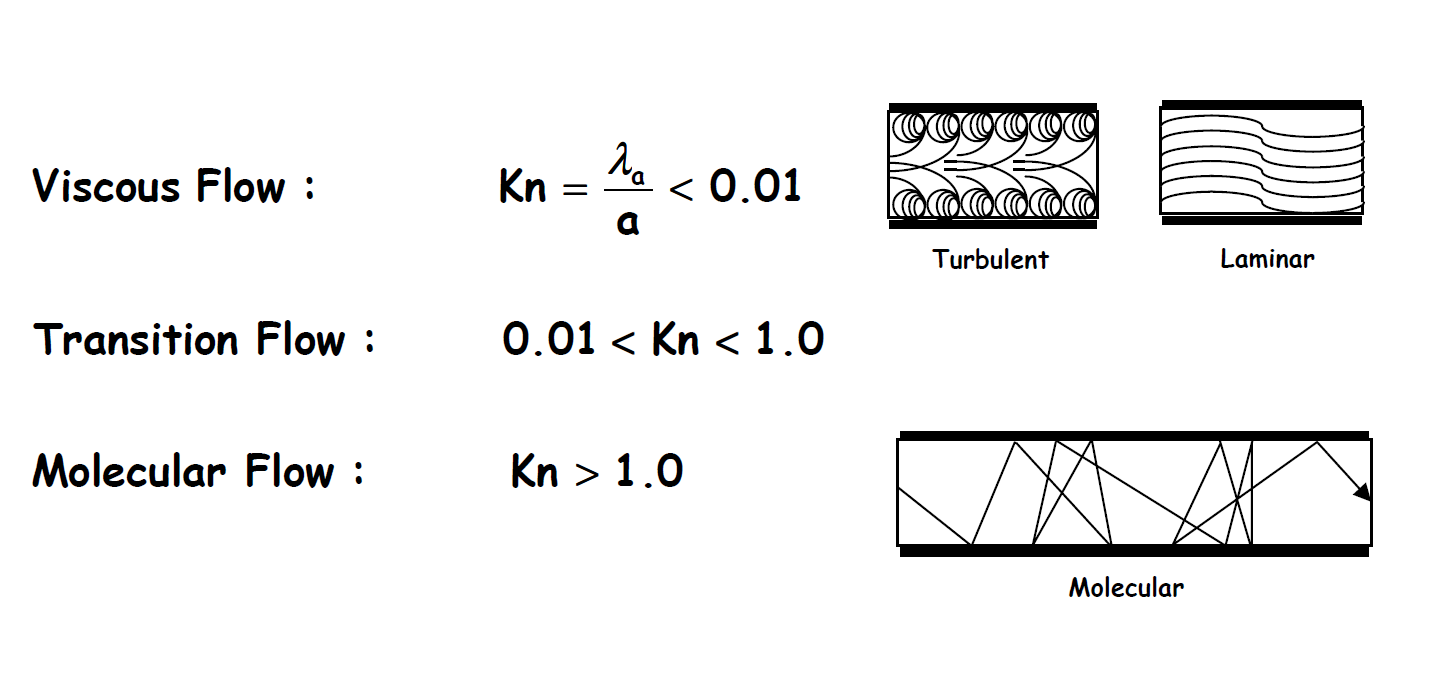 Viscous Flow : Kn = λa/a < 0.01
Turbulent Laminar
Transition Flow : 0.01 < Kn < 1.0
Molecular Flow : Kn > 1.0
Molecular